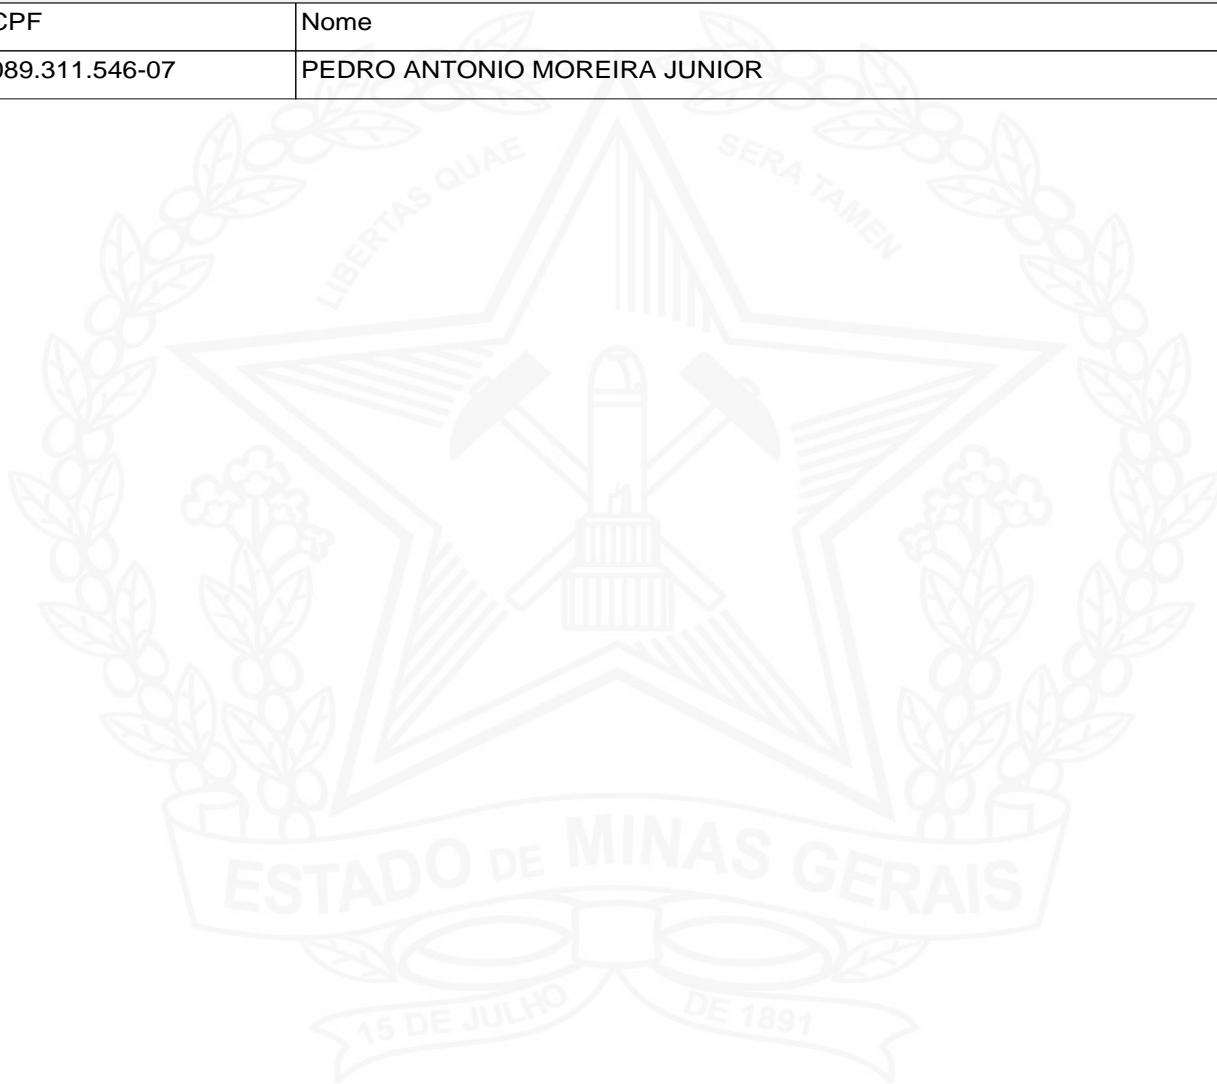 CPF Nome
089.311.546-07 PEDRO ANTONIO MOREIRA JUNIOR
LIBERTAS QUAE SERA TAMEN
ESTADO DE MINAS GERAIS
15 DE JULHO DE 1891